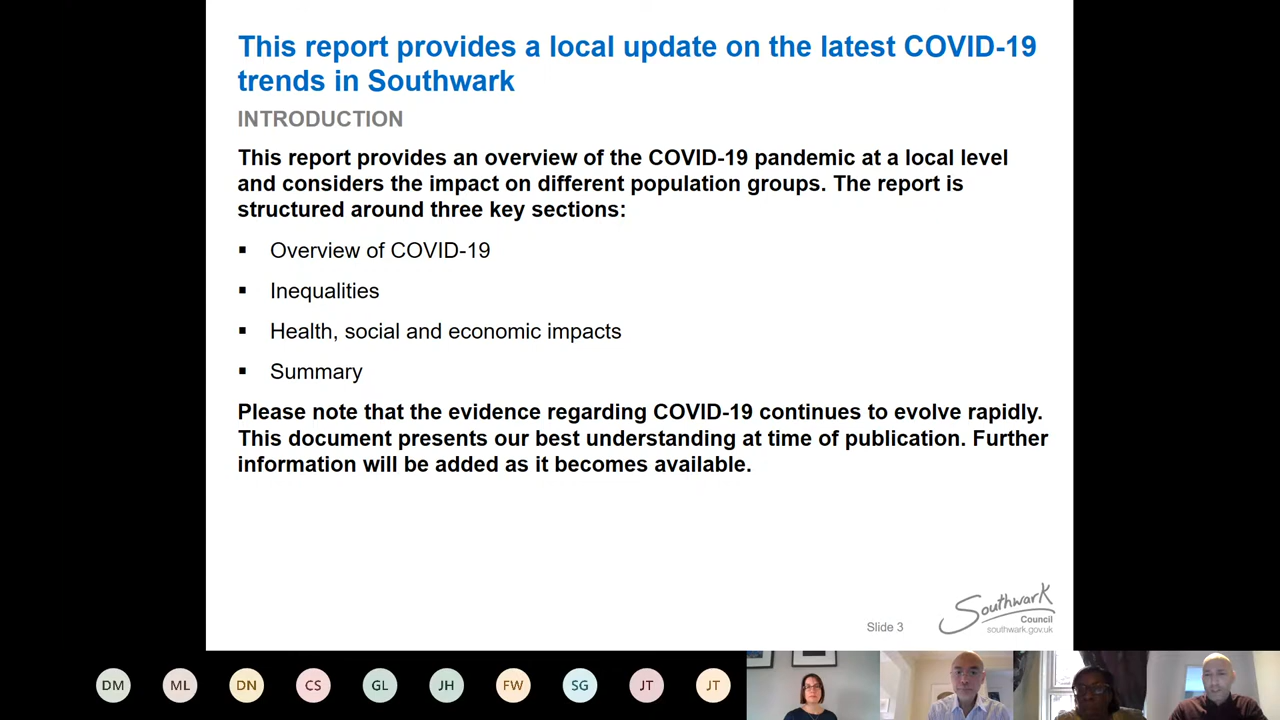 This report provides a local update on the latest COVID-19
trends in Southwark
INTRODUCTION
This report provides an overview of the COVID-19 pandemic at a local level
and considers the impact on different population groups. The report is
structured around three key sections:
▪ Overview of COVID-19
▪ Inequalities
▪ Health, social and economic impacts
▪ Summary
Please note that the evidence regarding COVID-19 continues to evolve rapidly.
This document presents our best understanding at time of publication. Further
information will be added as it becomes available.
Slide 3
Southwark
Council
southwark.gov.uk
DM ML DN CS GL JH FW SG JT JT